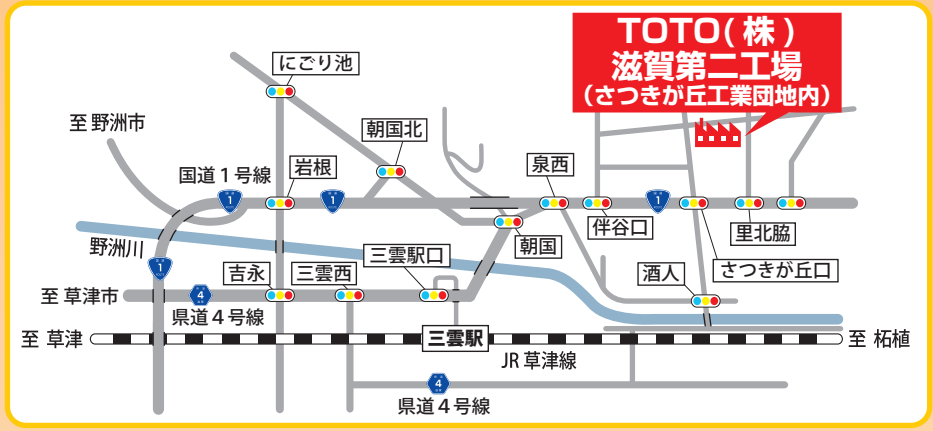 TOTO(株)
滋賀第二工場
(さつきが丘工業団地内)
にごり池
至 野洲市
朝国北
国道1号線
岩根
泉西
1
1
1
伴谷口
里北脇
野洲川
朝国
三雲駅口
吉永
三雲西
酒人
さつきが丘口
1
至 草津市
4
県道4号線
至 草津
三雲駅
至 柘植
JR 草津線
4
県道4号線